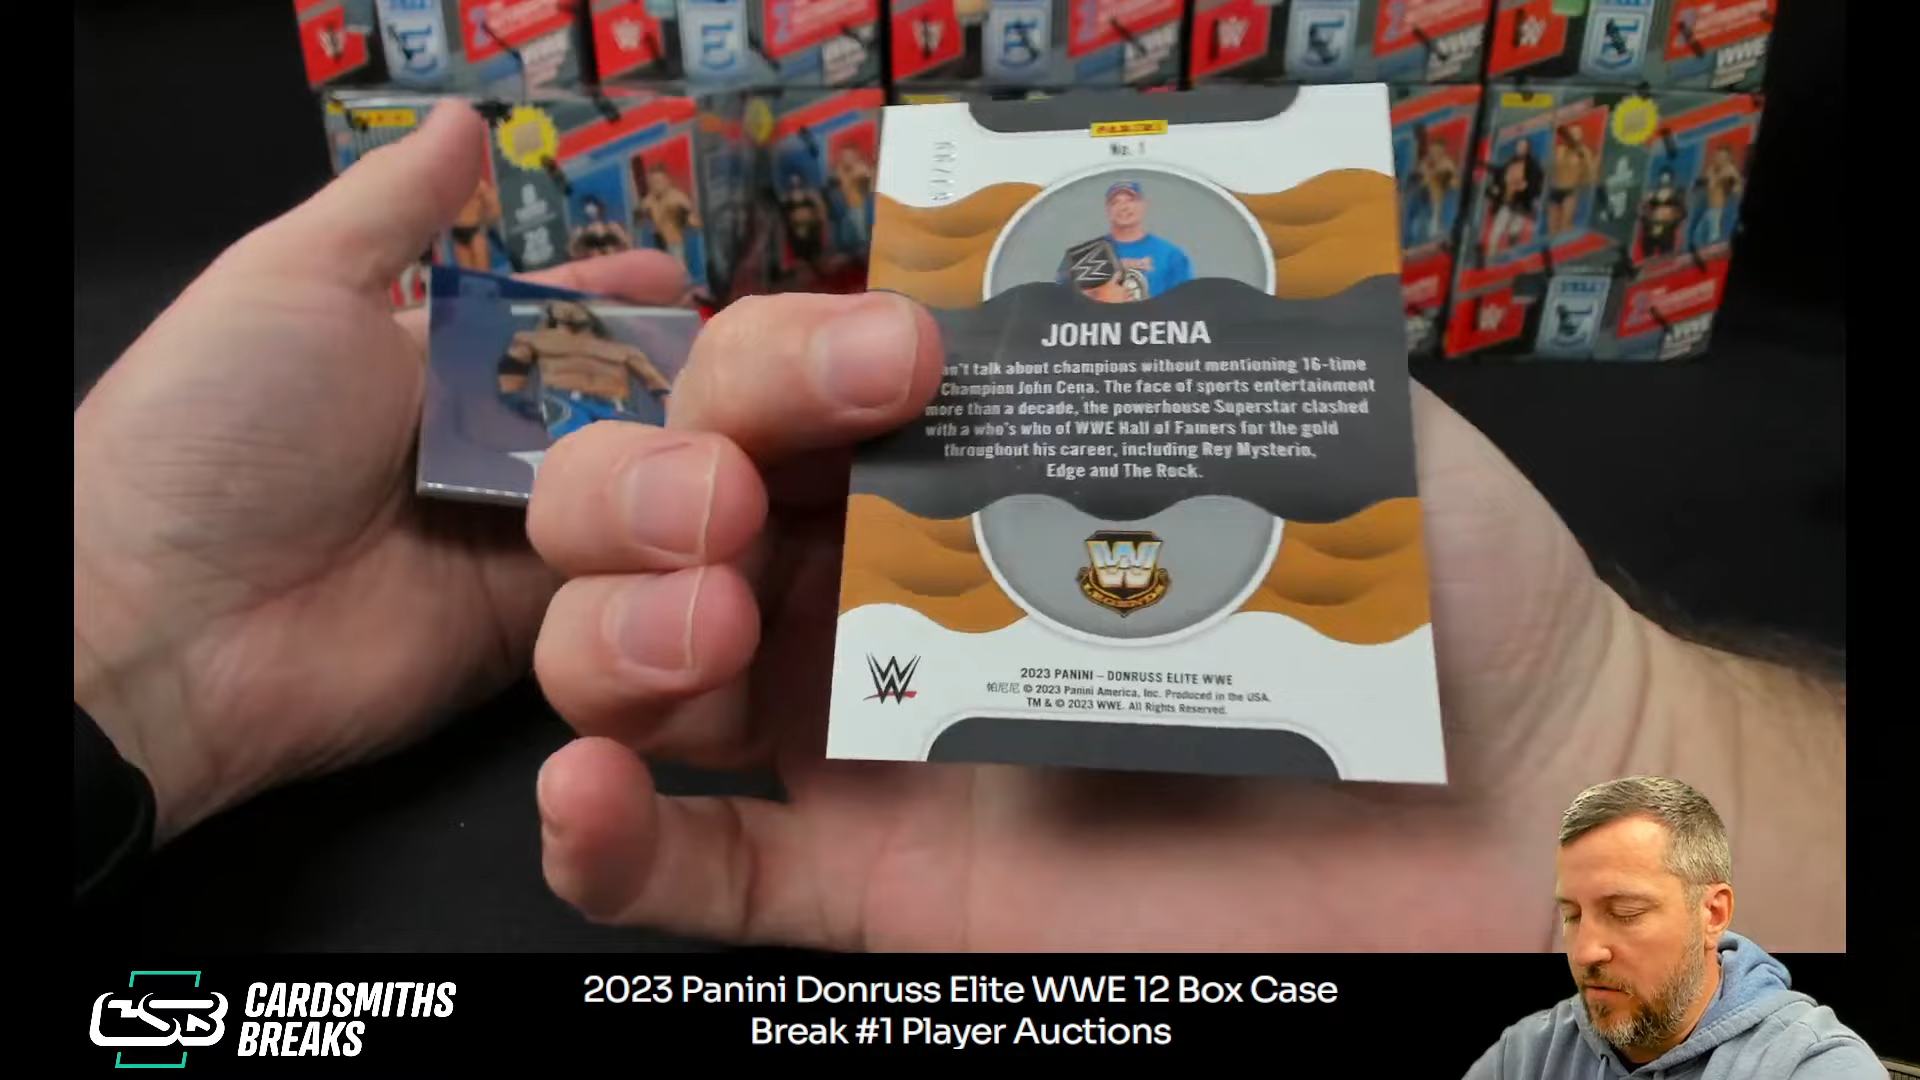 PANINI
No. 1
JOHN CENA
talk about champions without mentioning 16-time
Champion John Cena. The face of sports entertainment
more than a decade, the powerhouse Superstar clashed
with a who's who of WWE Hall of Famers for the gold
throughout his career, including Rey Mysterio,
Edge and The Rock.
LEGENDS
W
2023 PANINI – DONRUSS ELITE WWE
帕尼尼 © 2023 Panini America, Inc. Produced in the USA.
TM & © 2023 WWE. All Rights Reserved.
CSB CARDSMITHS
BREAKS
2023 Panini Donruss Elite WWE 12 Box Case
Break #1 Player Auctions